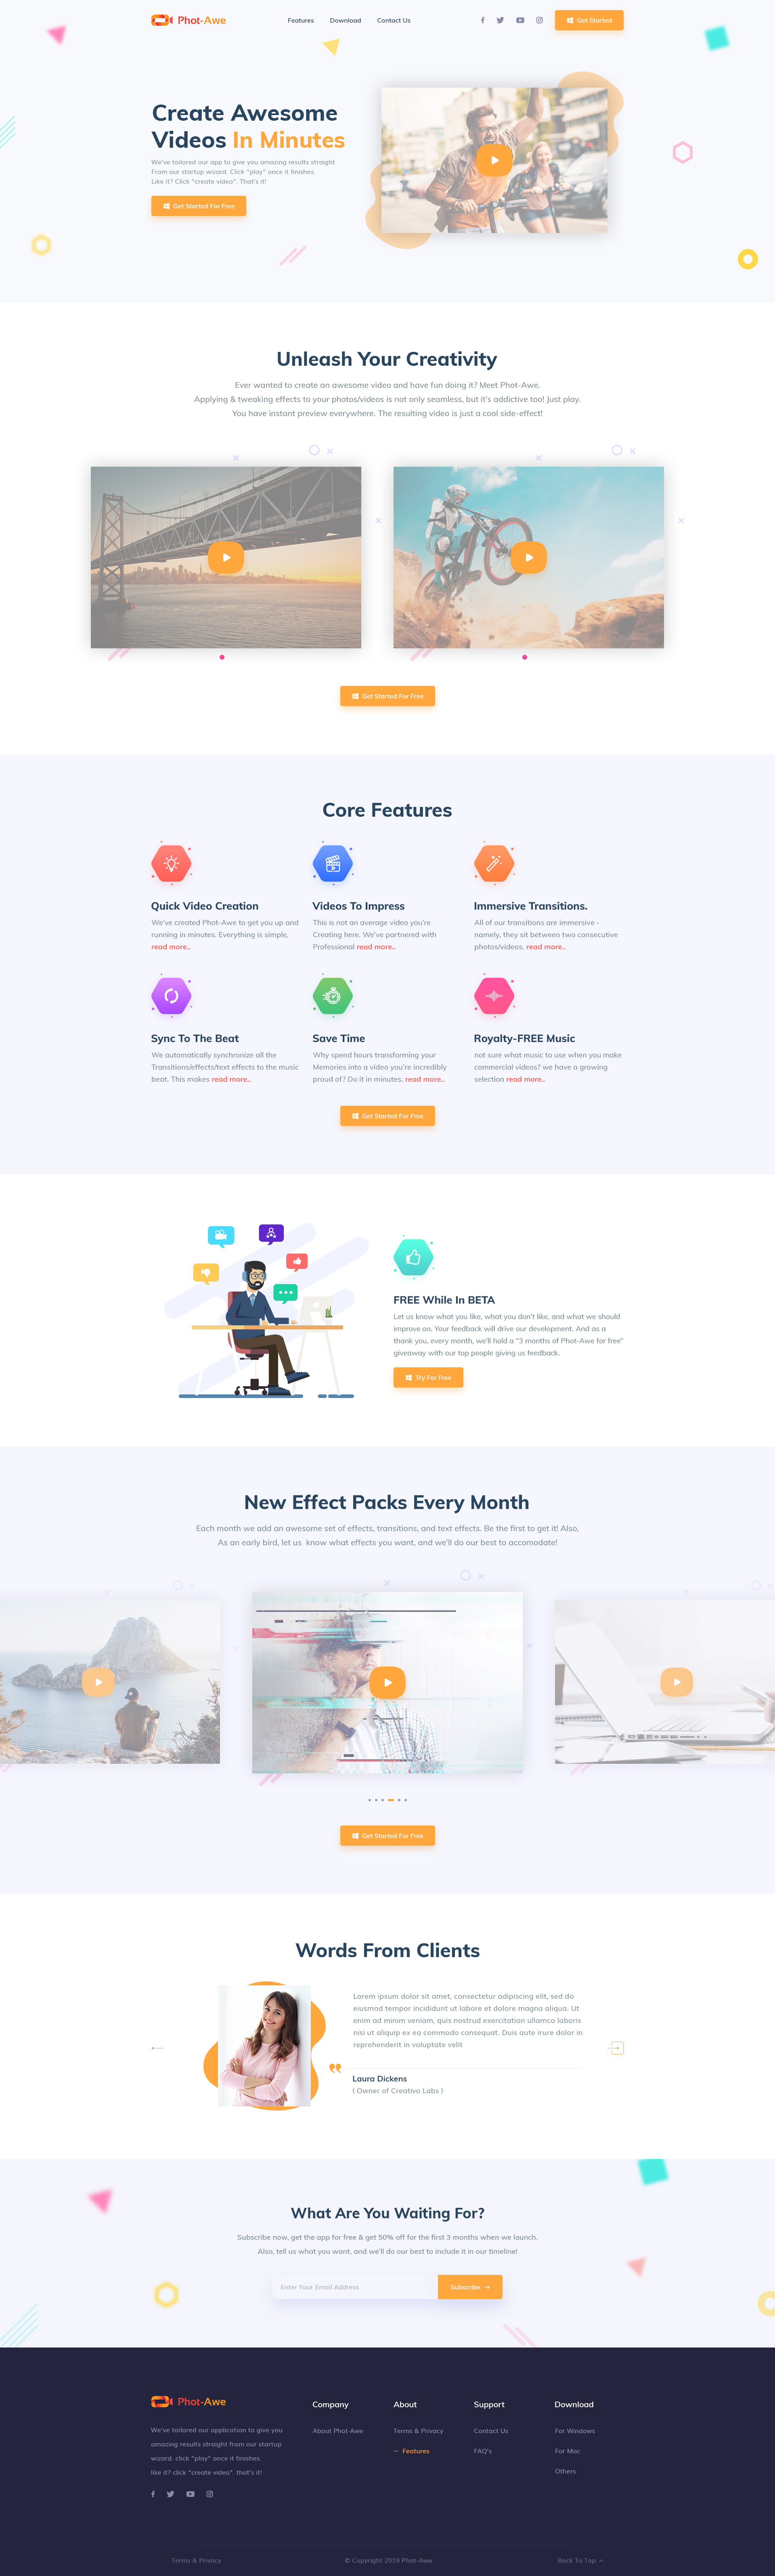 Phot-Awe
Features
Download
Contact Us
Get Started
Create Awesome
Videos In Minutes
We've tailored our app to give you amazing results straight
From our startup wizard. Click "play" once it finishes.
Like it? Click "create video". That's it!
Get Started For Free
Unleash Your Creativity
Ever wanted to create an awesome video and have fun doing it? Meet Phot-Awe.
Applying & tweaking effects to your photos/videos is not only seamless, but it's addictive too! Just play.
You have instant preview everywhere. The resulting video is just a cool side-effect!
Get Started For Free
Core Features
Quick Video Creation
We've created Phot-Awe to get you up and
running in minutes. Everything is simple,
read more..
Videos To Impress
This is not an average video you're
Creating here. We've partnered with
Professional read more..
Immersive Transitions.
All of our transitions are immersive -
namely, they sit between two consecutive
photos/videos, read more..
Sync To The Beat
We automatically synchronize all the
Transitions/effects/text effects to the music
beat. This makes read more..
Save Time
Why spend hours transforming your
Memories into a video you're incredibly
proud of? Do it in minutes, read more..
Royalty-FREE Music
not sure what music to use when you make
commercial videos? we have a growing
selection read more..
Get Started For Free
FREE While In BETA
Let us know what you like, what you don't like, and what we should
improve on. Your feedback will drive our development. And as a
thank you, every month, we'll hold a "3 months of Phot-Awe for free"
giveaway with our top people giving us feedback.
Try For Free
New Effect Packs Every Month
Each month we add an awesome set of effects, transitions, and text effects. Be the first to get it! Also,
As an early bird, let us know what effects you want, and we'll do our best to accomodate!
Get Started For Free
Words From Clients
Lorem ipsum dolor sit amet, consectetur adipiscing elit, sed do
eiusmod tempor incididunt ut labore et dolore magna aliqua. Ut
enim ad minim veniam, quis nostrud exercitation ullamco laboris
nisi ut aliquip ex ea commodo consequat. Duis aute irure dolor in
reprehenderit in voluptate velit
Laura Dickens
( Owner of Creativo Labs )
What Are You Waiting For?
Subscribe now, get the app for free & get 50% off for the first 3 months when we launch.
Also, tell us what you want, and we'll do our best to include it in our timeline!
Enter Your Email Address
Subscribe
Phot-Awe
We've tailored our application to give you
amazing results straight from our startup
wizard. click "play" once it finishes.
like it? click "create video". that's it!
Company
About Phot-Awe
About
Terms & Privacy
Features
Support
Contact Us
FAQ's
Download
For Windows
For Mac
Others
Terms & Privacy
© Copyright 2019 Phot-Awe
Back To Top